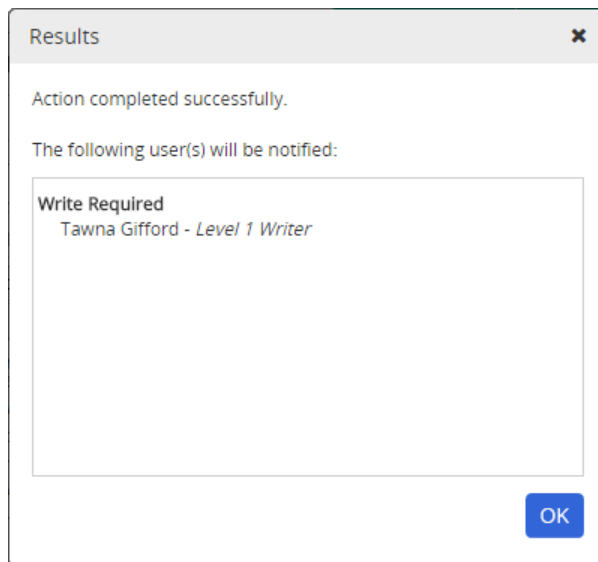 Results
Action completed successfully.
The following user(s) will be notified:
Write Required
Tawna Gifford - Level 1 Writer
OK